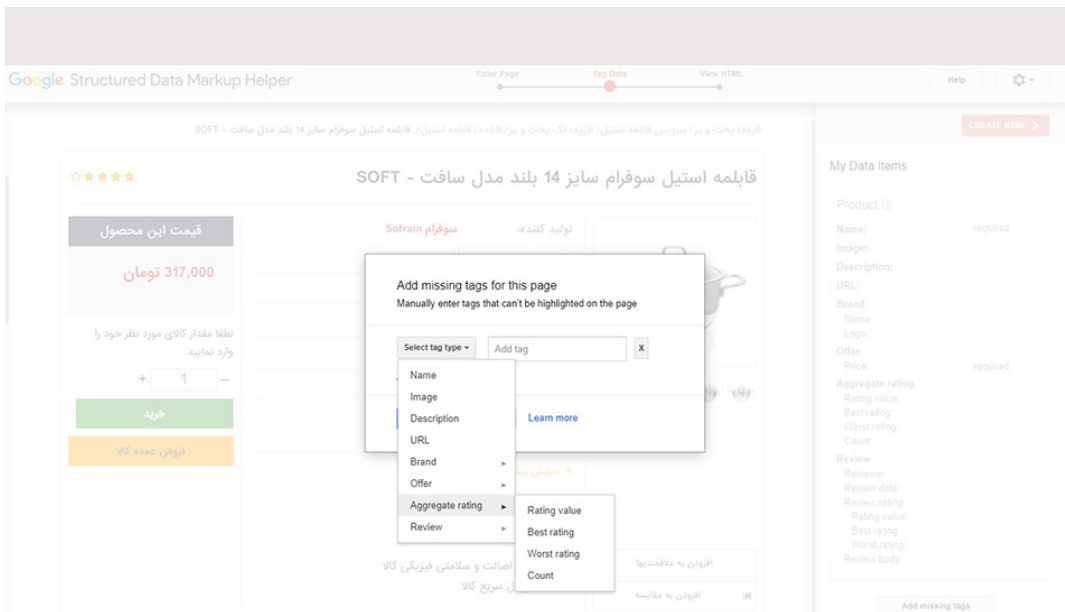 Google Structured Data Markup Helper
Enter Page
Tag Data
View HTML
Help
CREATE HTML
ظروف پخت و پز / سرویس قابلمه استیل / ظروف تک پخت و پز / قابلمه / قابلمه استیل / قابلمه استیل سوفرام سایز 14 بلند مدل سافت - SOFT
قابلمه استیل سوفرام سایز 14 بلند مدل سافت - SOFT
قیمت این محصول
317,000 تومان
لطفا مقدار کالای مورد نظر خود را
وارد نمایید.
+ 1 –
خرید
فروش عمده کالا
تولید کننده: سوفرام Sofram
Add missing tags for this page
Manually enter tags that can't be highlighted on the page
Select tag type
Add tag
X
Learn more
Name
Image
Description
URL
Brand
Offer
Aggregate rating
Review
Rating value
Best rating
Worst rating
Count
+ نمایش
اصالت و سلامتی فیزیکی کالا
سریع کالا
افزودن به علاقمندیها
افزودن به مقایسه
My Data Items
Product
Name: required
Image:
Description:
URL:
Brand
Name:
Logo:
Offer
Price: required
Aggregate rating
Rating value:
Best rating:
Worst rating:
Count:
Review
Reviewer:
Review date:
Review rating
Rating value:
Best rating:
Worst rating:
Review body:
Add missing tags